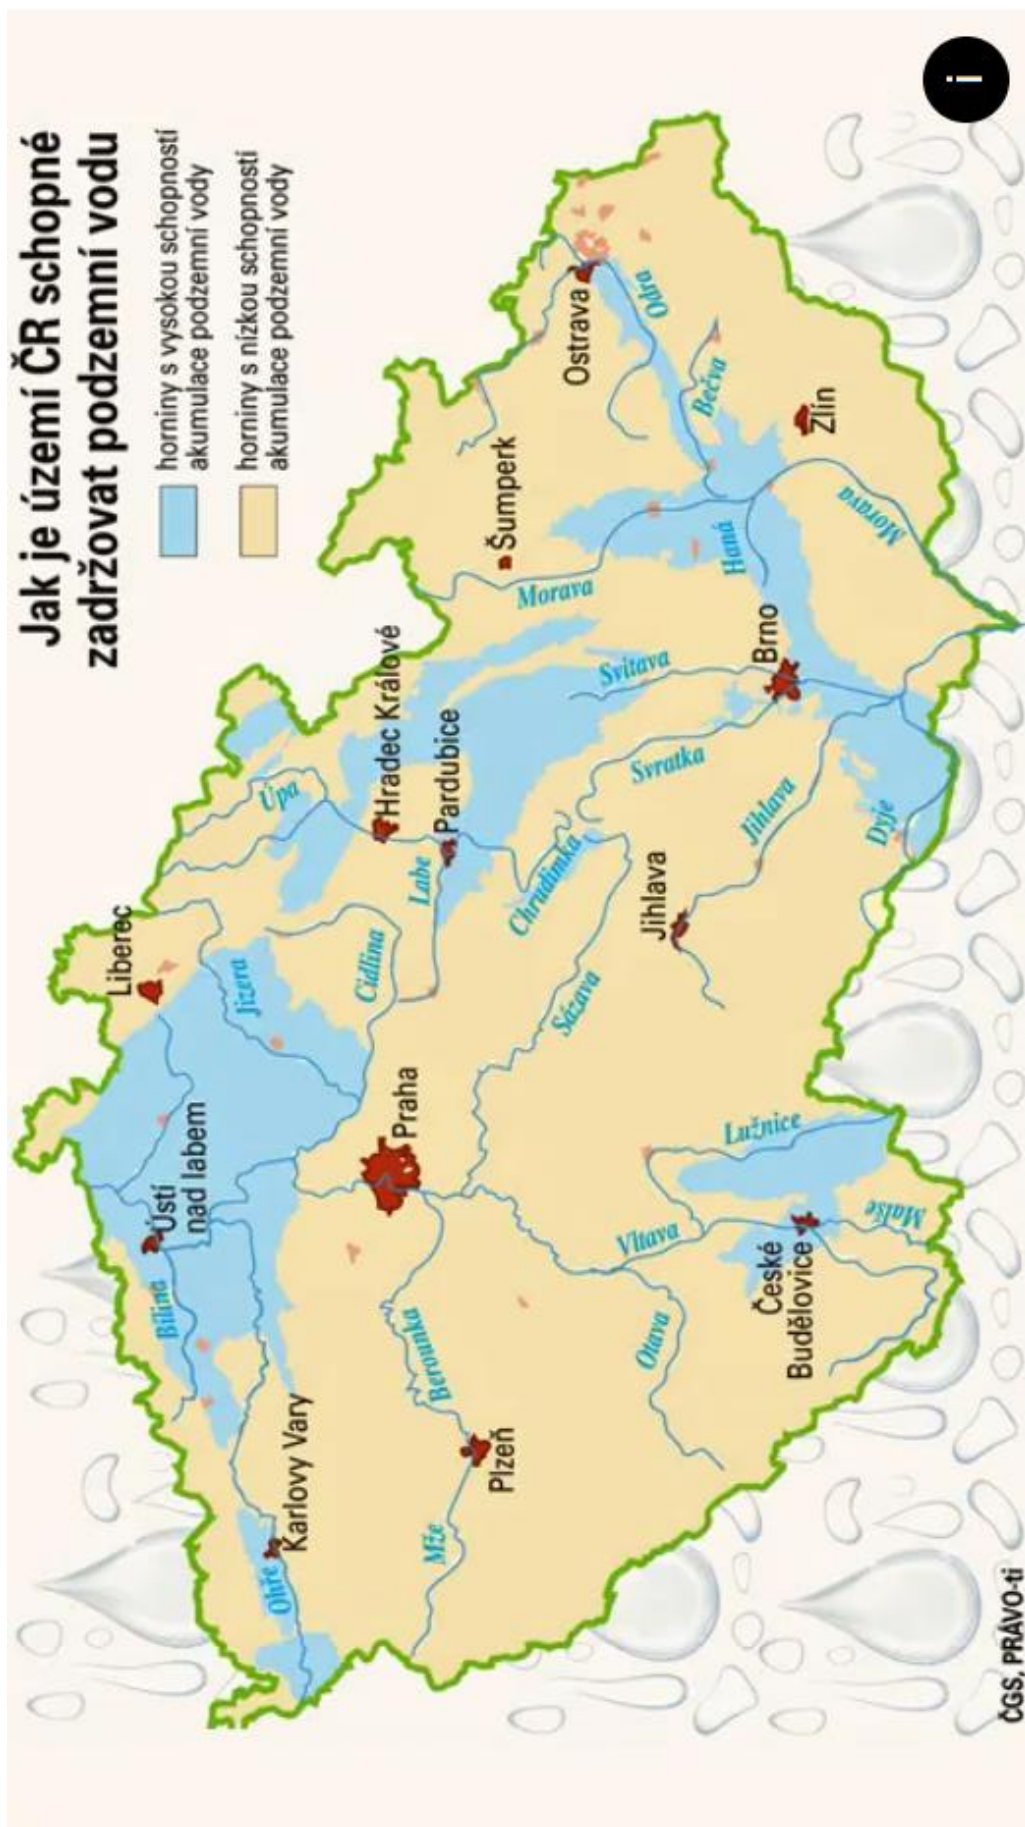 Jak je území ČR schopné
zadržovat podzemní vodu
horniny s vysokou schopností
akumulace podzemní vody
horniny s nízkou schopností
akumulace podzemní vody
Liberec
Ústí
nad labem
Bílina
Jizera
Úpa
Hradec Králové
Pardubice
Labe
Cidlina
Chrudimka
Karlovy Vary
Ohře
Praha
Sázava
Berounka
Plzeň
Mže
Vltava
Otava
Lužnice
Malše
České
Budělovice
Jihlava
Jihlava
Svratka
Svitava
Brno
Dyje
Morava
Šumperk
Haná
Ostrava
Odra
Bečva
Zlín
Morava
ČGS, PRÁVO-ti
i